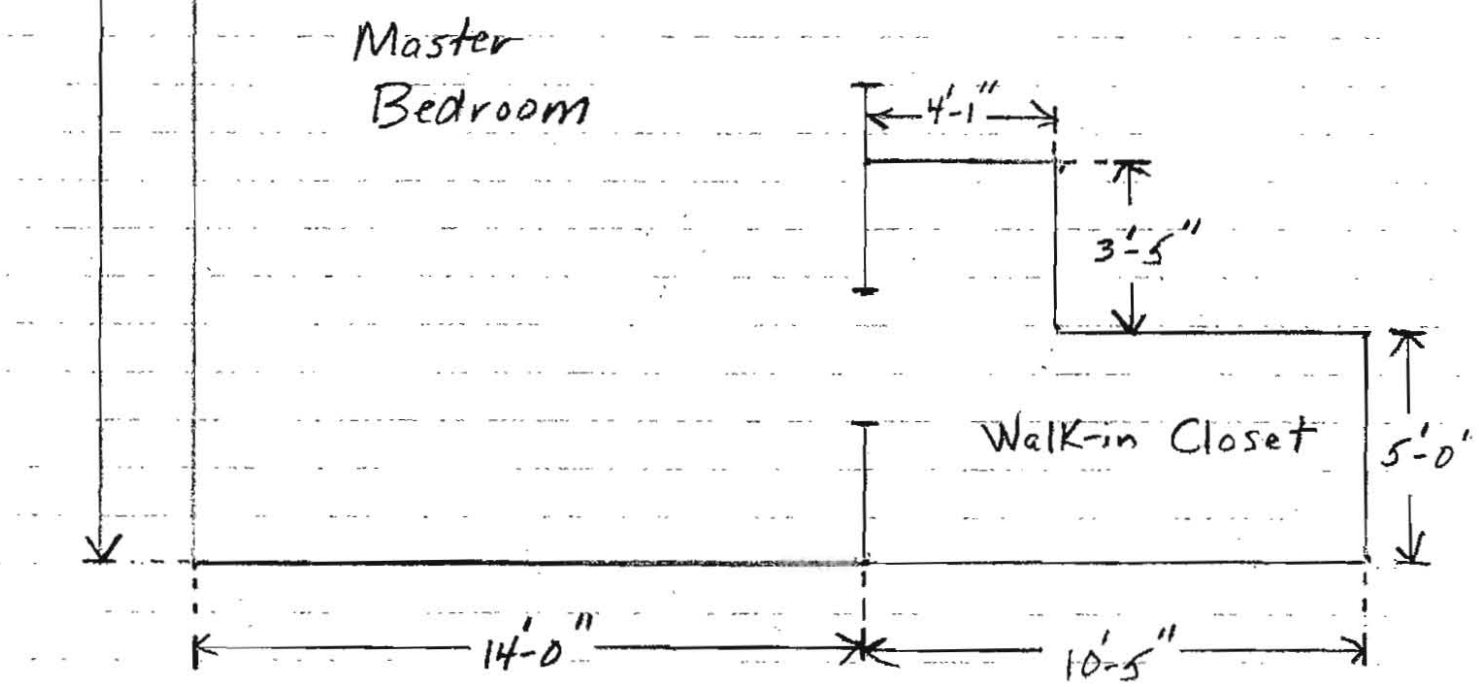 Master
Bedroom
4'-1"
3'-5"
Walk-in Closet
5'-0'
14'-0"
10'-5"